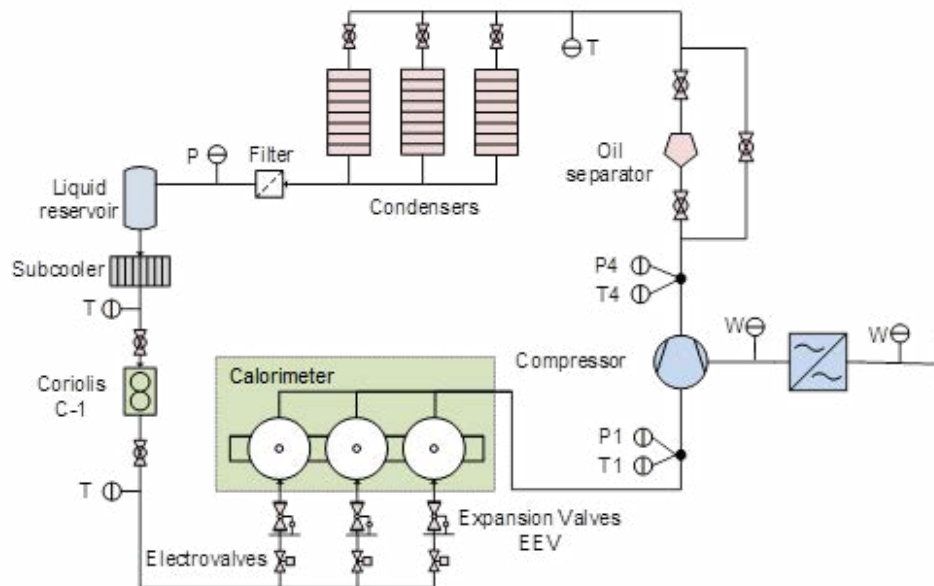 T
P
Filter
Oil
separator
Liquid
reservoir
Condensers
Subcooler
P4
T4
T
W
W
Compressor
Calorimeter
Coriolis
C-1
P1
T1
T
Expansion Valves
EEV
Electrovalves